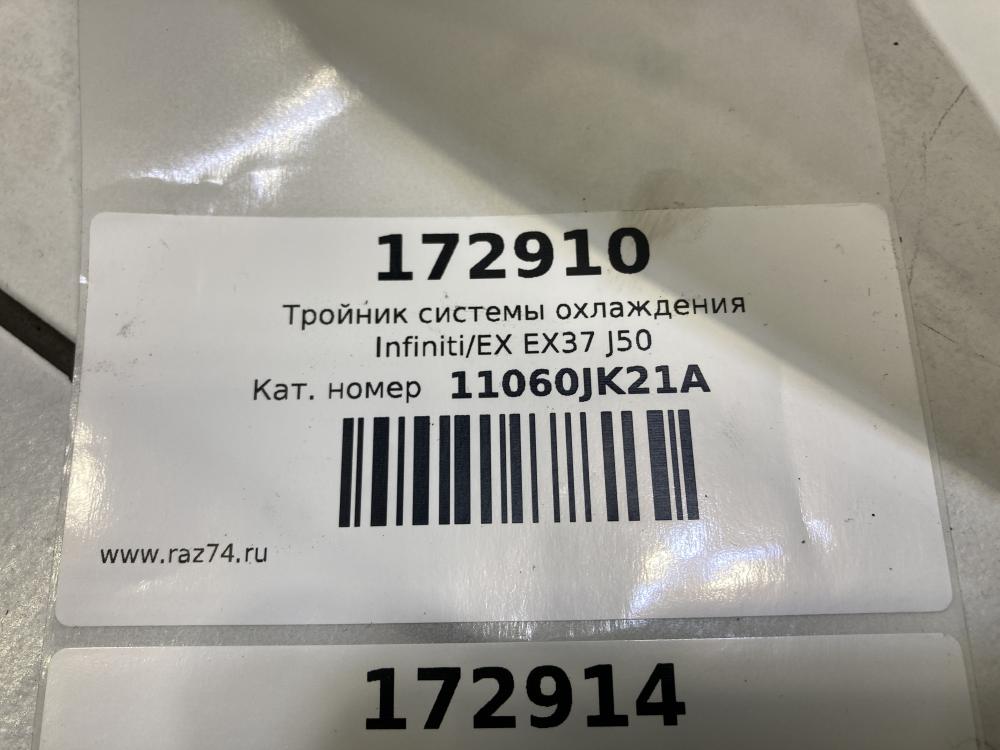 172910
Тройник системы охлаждения
Infiniti/EX EX37 J50
Кат. номер 11060JK21A
www.raz74.ru
172914